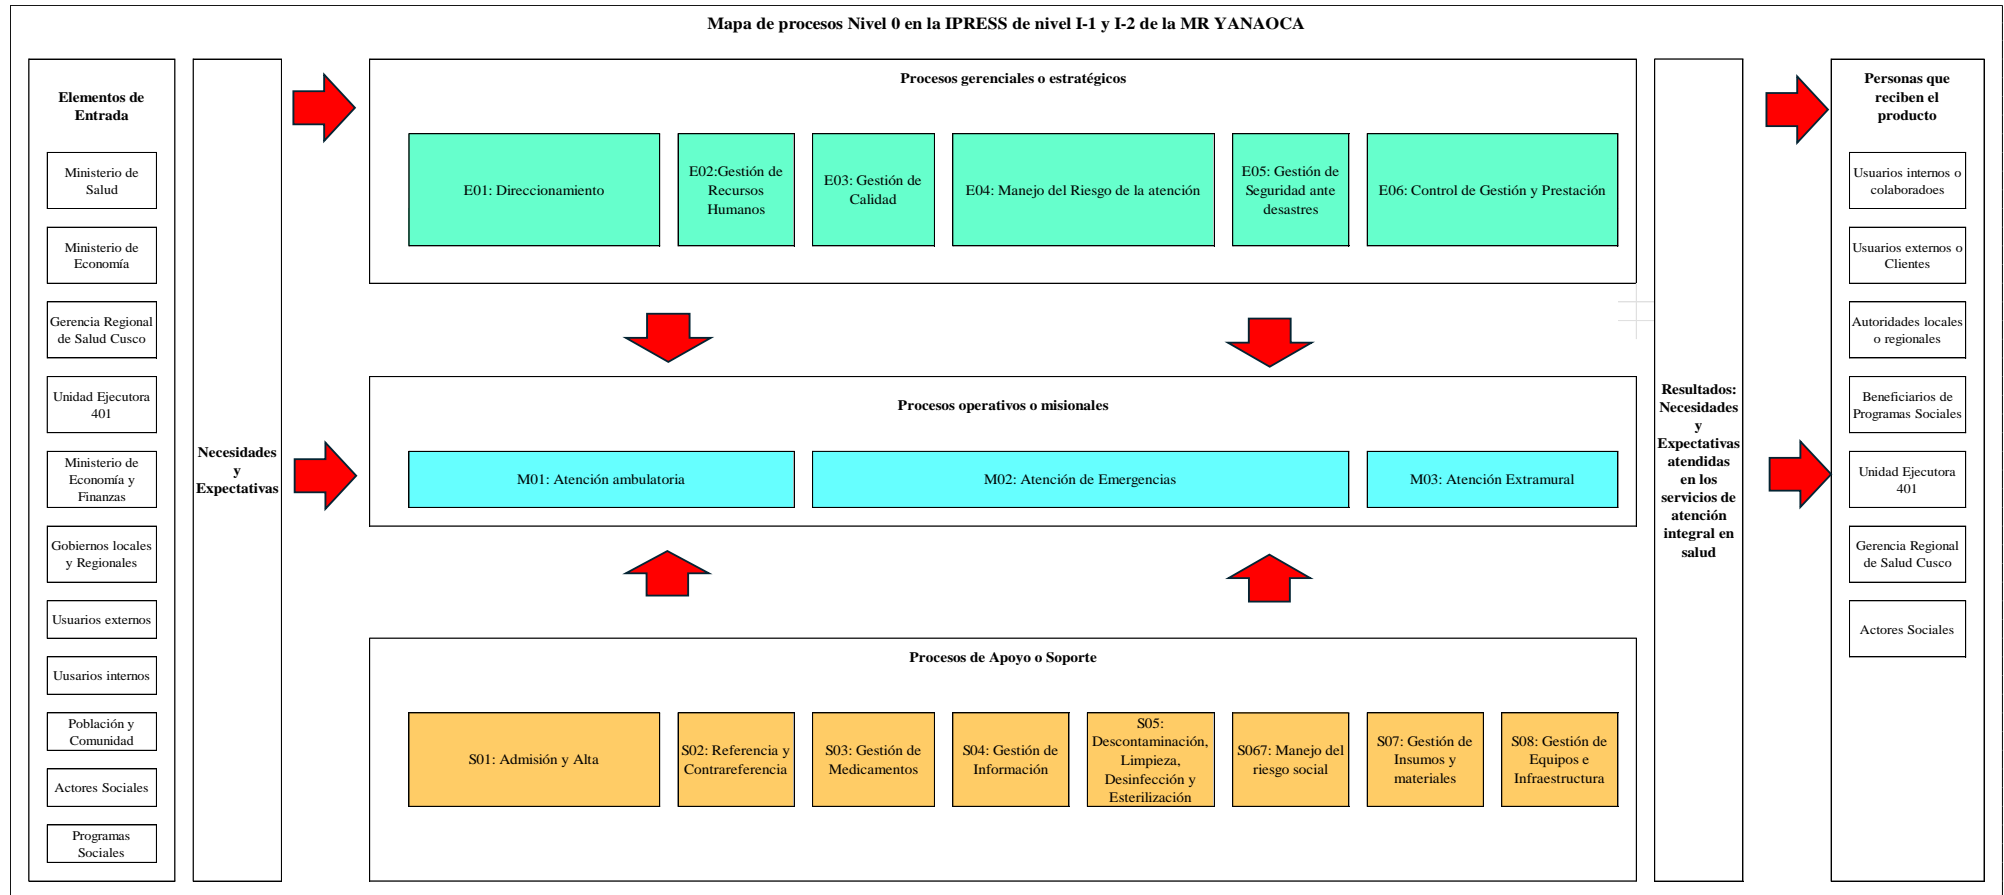 Mapa de procesos Nivel 0 en la IPRESS de nivel I-1 y I-2 de la MR YANAOCA
Elementos de
Entrada
Ministerio de
Salud
Ministerio de
Economía
Gerencia Regional
de Salud Cusco
Unidad Ejecutora
401
Ministerio de
Economía y
Finanzas
Gobiernos locales
y Regionales
Usuarios externos
Uusarios internos
Población y
Comunidad
Actores Sociales
Programas
Sociales
Necesidades
y
Expectativas
Procesos gerenciales o estratégicos
E01: Direccionamiento
E02:Gestión de
Recursos
Humanos
E03: Gestión de
Calidad
E04: Manejo del Riesgo de la atención
E05: Gestión de
Seguridad ante
desastres
E06: Control de Gestión y Prestación
Procesos operativos o misionales
M01: Atención ambulatoria
M02: Atención de Emergencias
M03: Atención Extramural
Procesos de Apoyo o Soporte
S01: Admisión y Alta
S02: Referencia y
Contrareferencia
S03: Gestión de
Medicamentos
S04: Gestión de
Información
S05:
Descontaminación,
Limpieza,
Desinfección y
Esterilización
S067: Manejo del
riesgo social
S07: Gestión de
Insumos y
materiales
S08: Gestión de
Equipos e
Infraestructura
Resultados:
Necesidades
y
Expectativas
atendidas
en los
servicios de
atención
integral en
salud
Personas que
reciben el
producto
Usuarios internos o
colaboradoes
Usuarios externos o
Clientes
Autoridades locales
o regionales
Beneficiarios de
Programas Sociales
Unidad Ejecutora
401
Gerencia Regional
de Salud Cusco
Actores Sociales